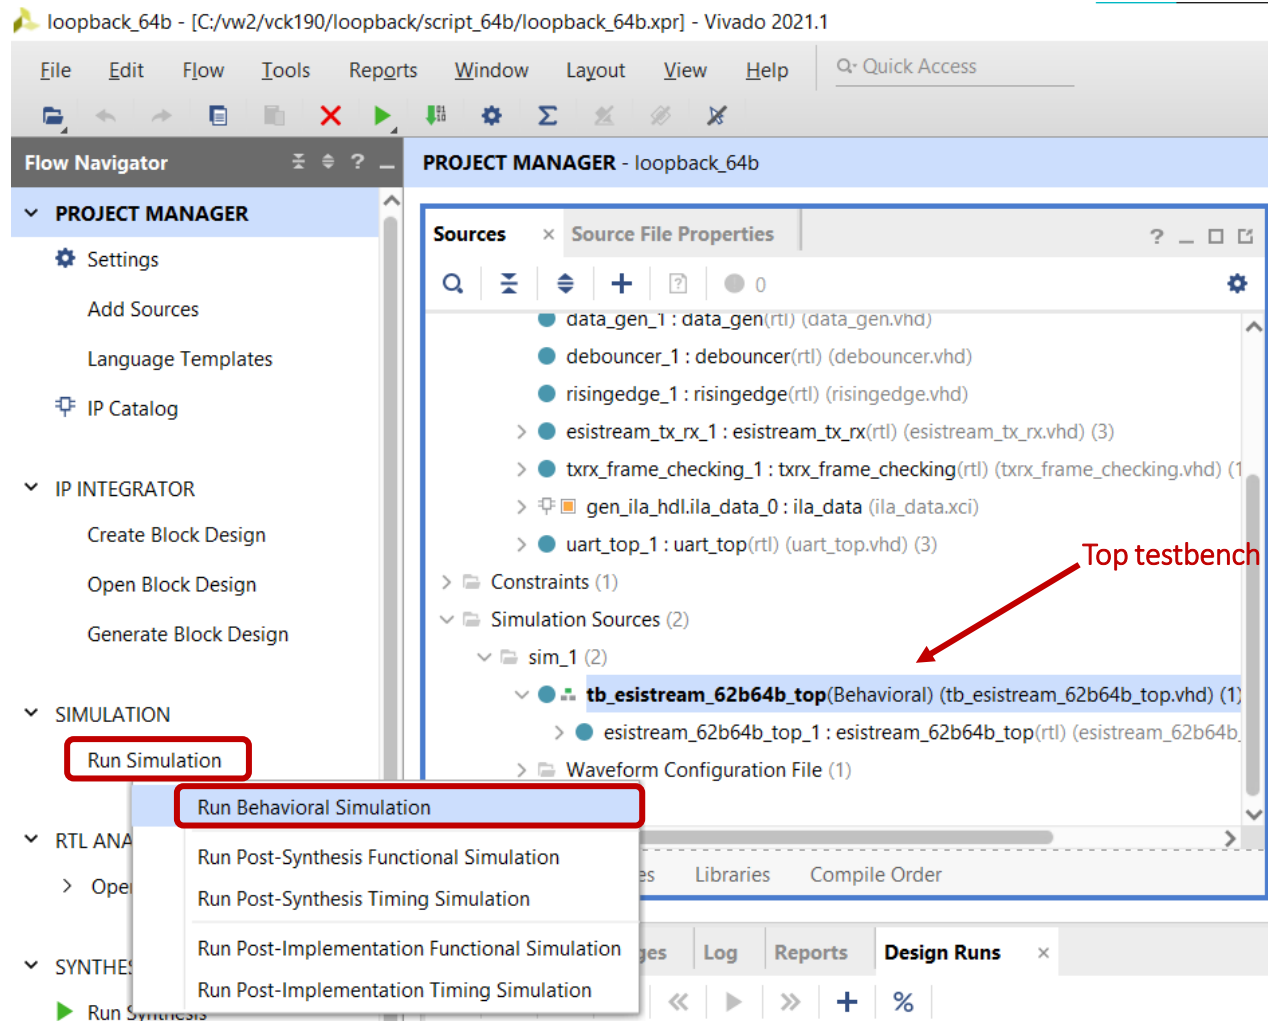 loopback_64b - [C:/vw2/vck190/loopback/script_64b/loopback_64b.xpr] - Vivado 2021.1
File Edit Flow Tools Reports Window Layout View Help Quick Access
Flow Navigator ?
PROJECT MANAGER - loopback_64b
PROJECT MANAGER
Settings
Add Sources
Language Templates
IP Catalog
IP INTEGRATOR
Create Block Design
Open Block Design
Generate Block Design
SIMULATION
Run Simulation
Run Behavioral Simulation
Run Post-Synthesis Functional Simulation
Run Post-Synthesis Timing Simulation
Run Post-Implementation Functional Simulation
Run Post-Implementation Timing Simulation
RTL ANA
Ope
SYNTHES
Run Synthesis
Sources × Source File Properties ?
? 0
data_gen_1 : data_gen(rtl) (data_gen.vhd)
debouncer_1 : debouncer(rtl) (debouncer.vhd)
risingedge_1 : risingedge(rtl) (risingedge.vhd)
esistream_tx_rx_1 : esistream_tx_rx(rtl) (esistream_tx_rx.vhd) (3)
txrx_frame_checking_1 : txrx_frame_checking(rtl) (txrx_frame_checking.vhd) (1
gen_ila_hdl.ila_data_0 : ila_data (ila_data.xci)
uart_top_1 : uart_top(rtl) (uart_top.vhd) (3)
Top testbench
Constraints (1)
Simulation Sources (2)
sim_1 (2)
tb_esistream_62b64b_top(Behavioral) (tb_esistream_62b64b_top.vhd) (1)
esistream_62b64b_top_1 : esistream_62b64b_top(rtl) (esistream_62b64b_
Waveform Configuration File (1)
es Libraries Compile Order
ges Log Reports Design Runs ×
%